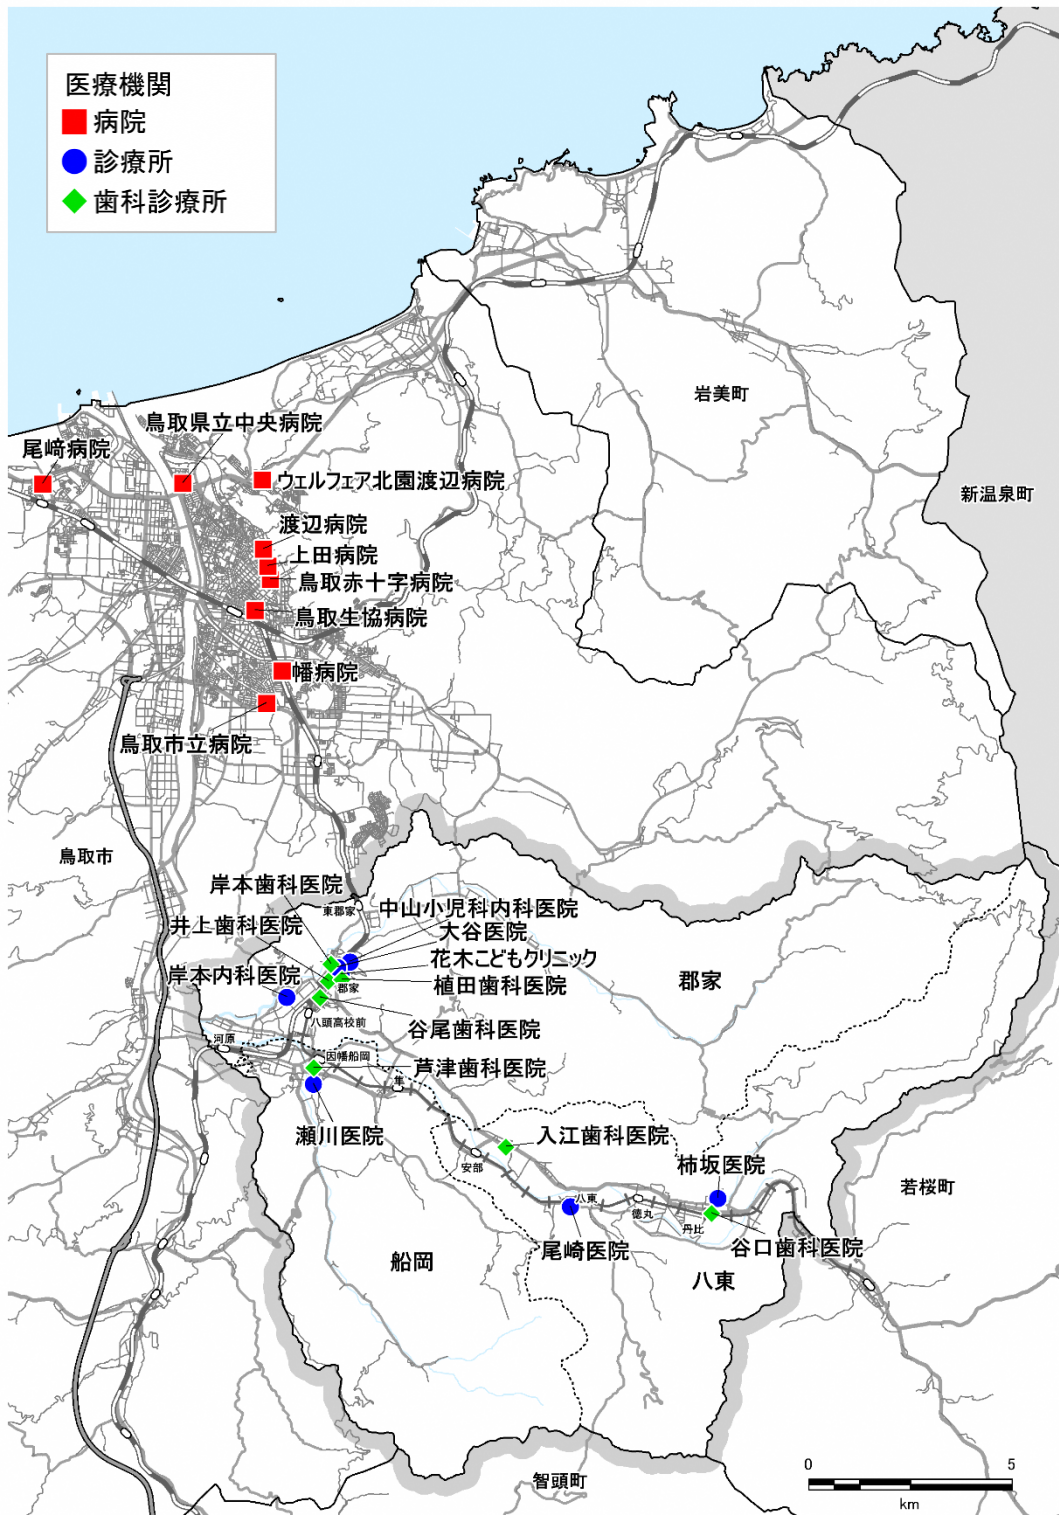 医療機関
病院
診療所
歯科診療所
岩美町
鳥取県立中央病院
尾﨑病院
ウェルフェア北園渡辺病院
新温泉町
渡辺病院
上田病院
鳥取赤十字病院
鳥取生協病院
幡病院
鳥取市立病院
鳥取市
岸本歯科医院
東郡家
中山小児科内科医院
井上歯科医院
大谷医院
花木こどもクリニック
岸本内科医院
郡家
植田歯科医院
郡家
八頭高校前
谷尾歯科医院
河原
因幡船岡
芦津歯科医院
隼
瀬川医院
入江歯科医院
安部
柿坂医院
若桜町
八東
徳丸
丹比
尾崎医院
谷口歯科医院
船岡
八東
智頭町
0 5
km